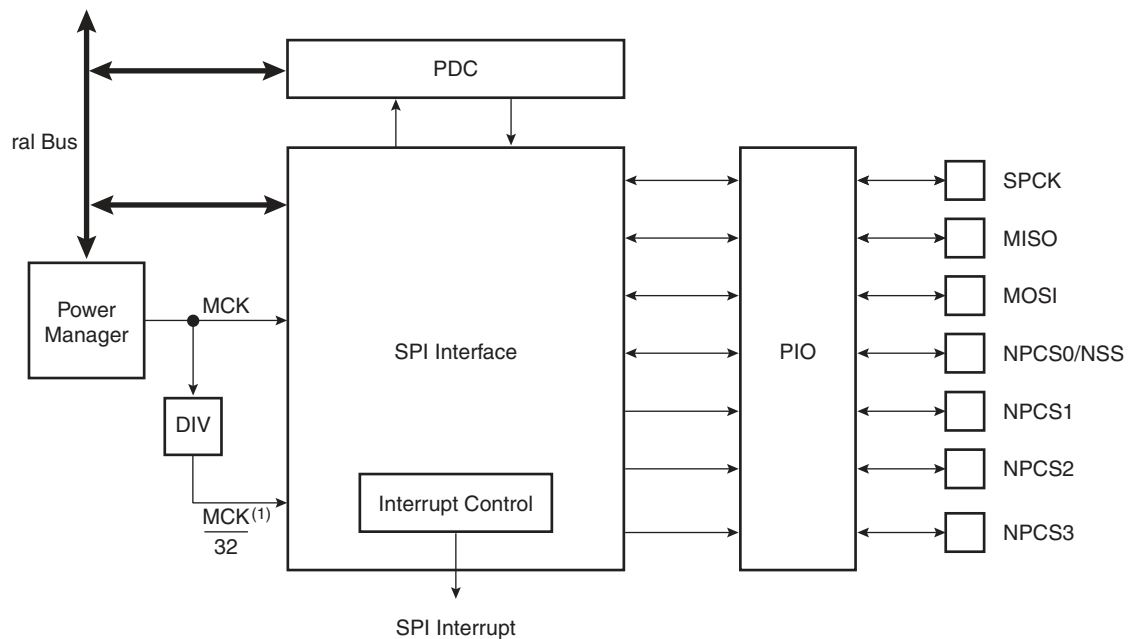 PDC
ral Bus
SPCK
MISO
Power
Manager
MCK
MOSI
SPI Interface
PIO
NPCS0/NSS
DIV
NPCS1
NPCS2
Interrupt Control
MCK(1)
32
NPCS3
SPI Interrupt